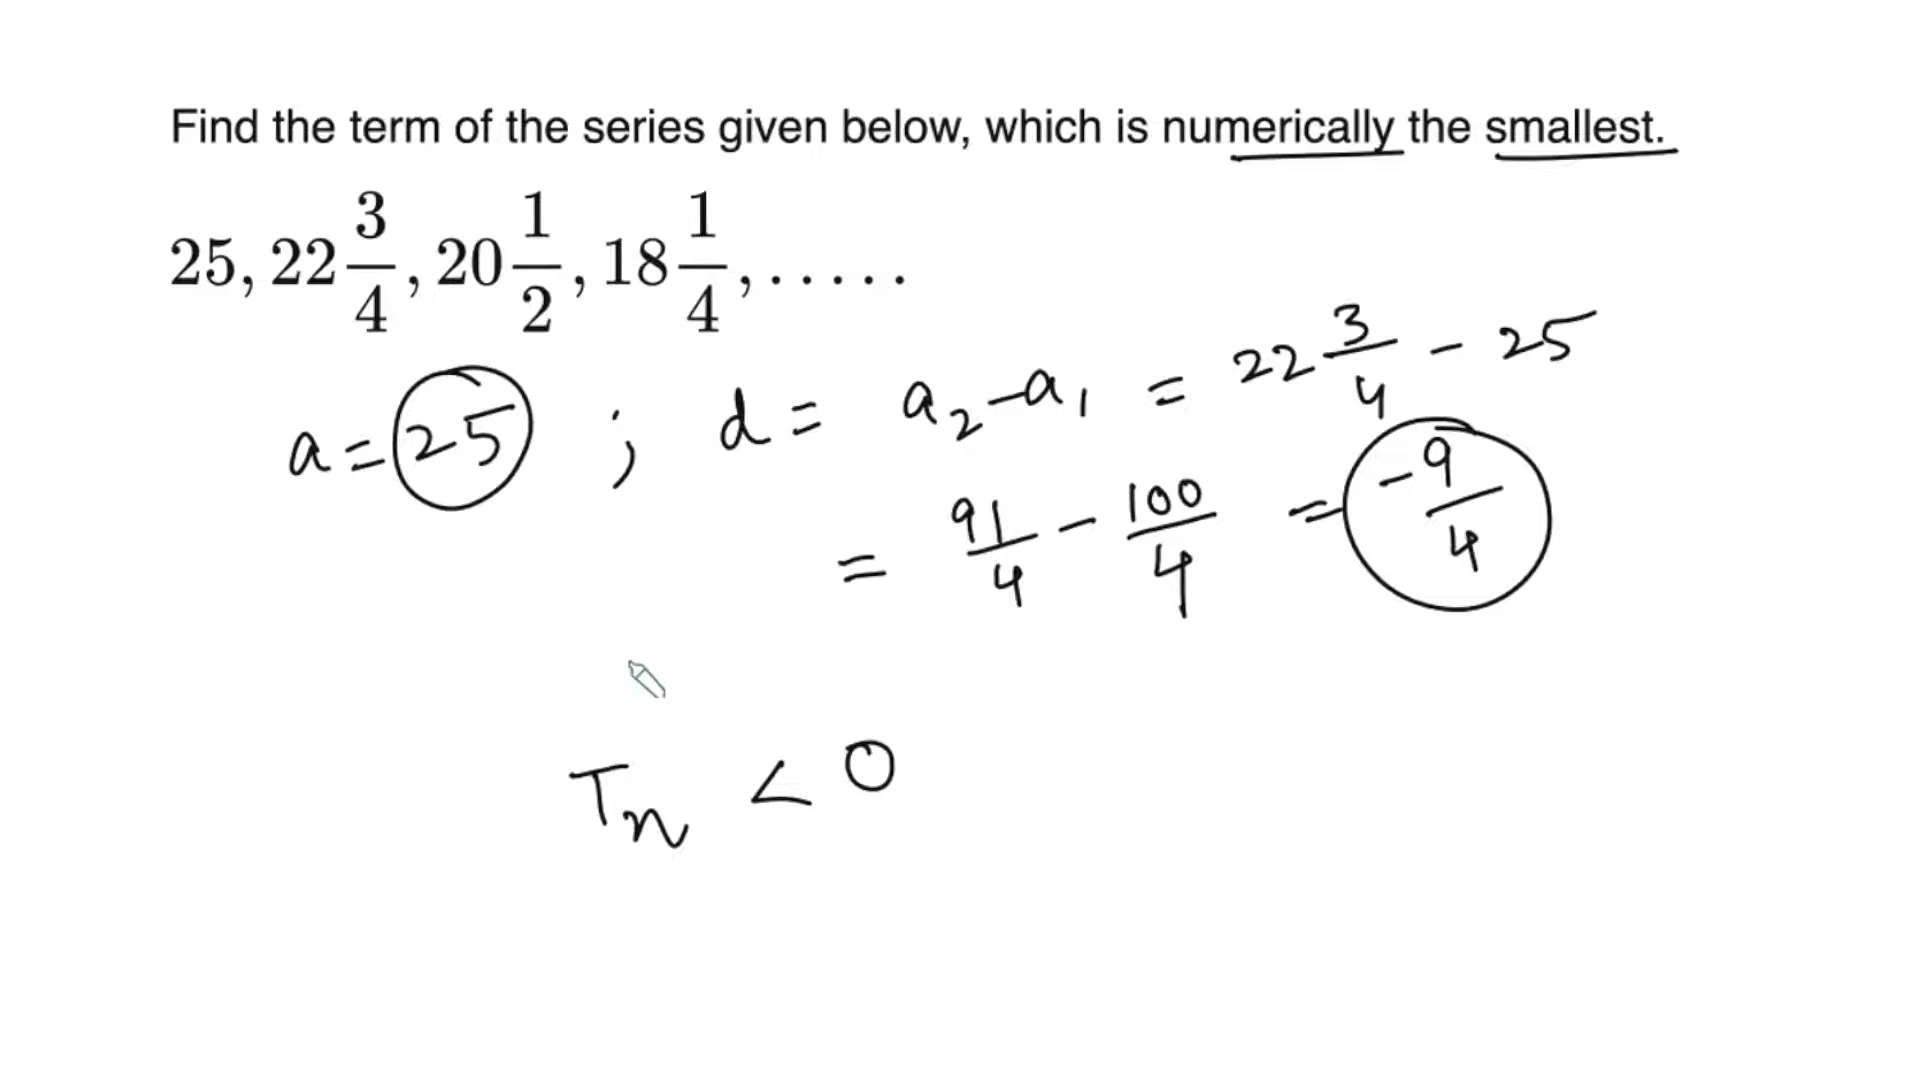 Find the term of the series given below, which is numerically the smallest.
25, 22 3/4, 20 1/2, 18 1/4, .....
a = 25 ; d = a₂ - a₁ = 22 3/4 - 25
= 91/4 - 100/4 = -9/4
Tₙ < 0